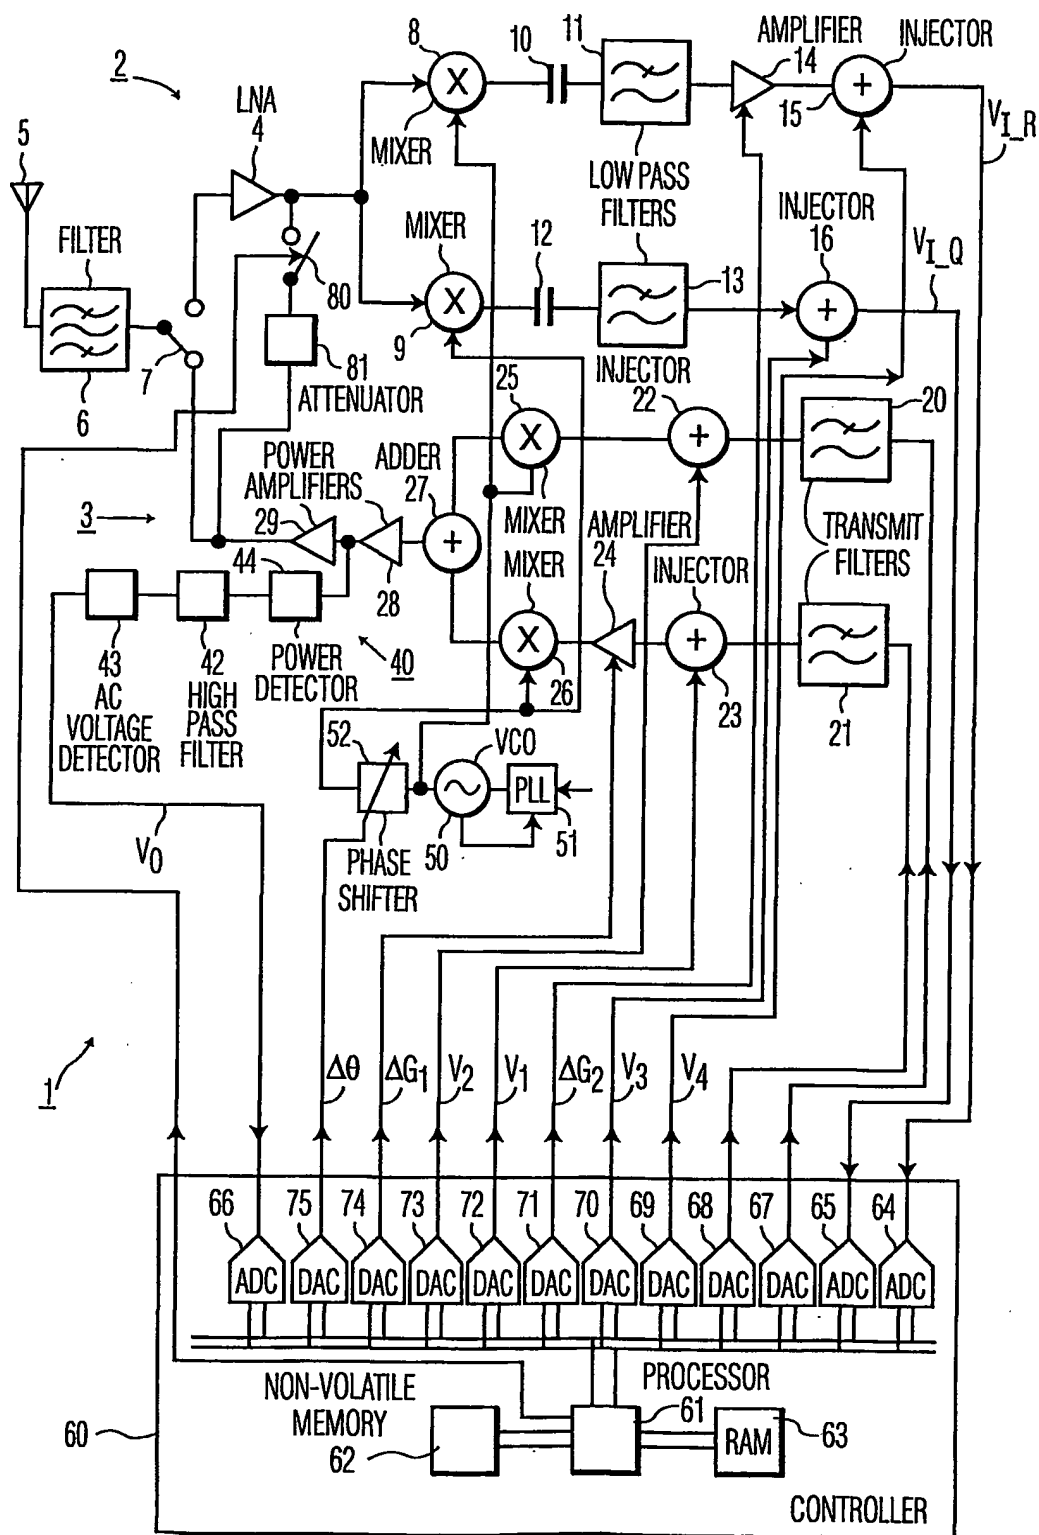 AMPLIFIER
INJECTOR
8
10
11
14
2
LNA
4
X
+
15
MIXER
V_I_R
5
LOW PASS
FILTERS
INJECTOR
16
FILTER
MIXER
12
V_I_Q
80
X
13
+
9
7
81
ATTENUATOR
25
INJECTOR
22
20
6
POWER
AMPLIFIERS
ADDER
27
X
+
3
29
MIXER
AMPLIFIER
24
TRANSMIT
FILTERS
44
+
MIXER
INJECTOR
28
X
+
43
AC
VOLTAGE
DETECTOR
42
HIGH
PASS
FILTER
POWER
DETECTOR
40
26
23
21
52
VCO
PLL
50
51
V0
PHASE
SHIFTER
1
Δθ
ΔG1
V2
V1
ΔG2
V3
V4
66
75
74
73
72
71
70
69
68
67
65
64
ADC
DAC
DAC
DAC
DAC
DAC
DAC
DAC
DAC
DAC
ADC
ADC
NON-VOLATILE
MEMORY
PROCESSOR
61
60
62
RAM
63
CONTROLLER